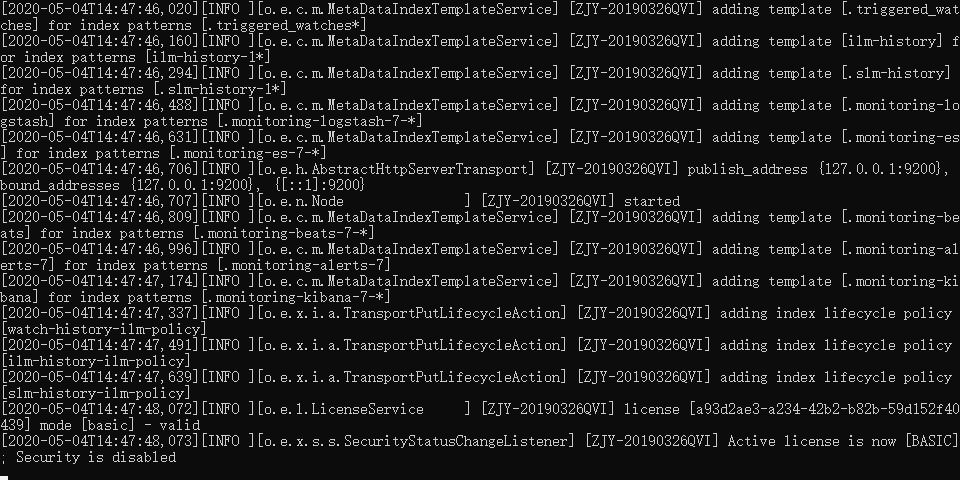 [2020-05-04T14:47:46,020][INFO ][o.e.c.m.MetaDataIndexTemplateService] [ZJY-20190326QVI] adding template [.triggered_wat
ches] for index patterns [.triggered_watches*]
[2020-05-04T14:47:46,160][INFO ][o.e.c.m.MetaDataIndexTemplateService] [ZJY-20190326QVI] adding template [ilm-history] f
or index patterns [ilm-history-1*]
[2020-05-04T14:47:46,294][INFO ][o.e.c.m.MetaDataIndexTemplateService] [ZJY-20190326QVI] adding template [.slm-history]
for index patterns [.slm-history-1*]
[2020-05-04T14:47:46,488][INFO ][o.e.c.m.MetaDataIndexTemplateService] [ZJY-20190326QVI] adding template [.monitoring-lo
gstash] for index patterns [.monitoring-logstash-7-*]
[2020-05-04T14:47:46,631][INFO ][o.e.c.m.MetaDataIndexTemplateService] [ZJY-20190326QVI] adding template [.monitoring-es
] for index patterns [.monitoring-es-7-*]
[2020-05-04T14:47:46,706][INFO ][o.e.h.AbstractHttpServerTransport] [ZJY-20190326QVI] publish_address {127.0.0.1:9200},
bound_addresses {127.0.0.1:9200}, {[::1]:9200}
[2020-05-04T14:47:46,707][INFO ][o.e.n.Node               ] [ZJY-20190326QVI] started
[2020-05-04T14:47:46,809][INFO ][o.e.c.m.MetaDataIndexTemplateService] [ZJY-20190326QVI] adding template [.monitoring-be
ats] for index patterns [.monitoring-beats-7-*]
[2020-05-04T14:47:46,996][INFO ][o.e.c.m.MetaDataIndexTemplateService] [ZJY-20190326QVI] adding template [.monitoring-al
erts-7] for index patterns [.monitoring-alerts-7]
[2020-05-04T14:47:47,174][INFO ][o.e.c.m.MetaDataIndexTemplateService] [ZJY-20190326QVI] adding template [.monitoring-ki
bana] for index patterns [.monitoring-kibana-7-*]
[2020-05-04T14:47:47,337][INFO ][o.e.x.i.a.TransportPutLifecycleAction] [ZJY-20190326QVI] adding index lifecycle policy
[watch-history-ilm-policy]
[2020-05-04T14:47:47,491][INFO ][o.e.x.i.a.TransportPutLifecycleAction] [ZJY-20190326QVI] adding index lifecycle policy
[ilm-history-ilm-policy]
[2020-05-04T14:47:47,639][INFO ][o.e.x.i.a.TransportPutLifecycleAction] [ZJY-20190326QVI] adding index lifecycle policy
[slm-history-ilm-policy]
[2020-05-04T14:47:48,072][INFO ][o.e.l.LicenseService     ] [ZJY-20190326QVI] license [a93d2ae3-a234-42b2-b82b-59d152f40
439] mode [basic] - valid
[2020-05-04T14:47:48,073][INFO ][o.e.x.s.s.SecurityStatusChangeListener] [ZJY-20190326QVI] Active license is now [BASIC]
; Security is disabled